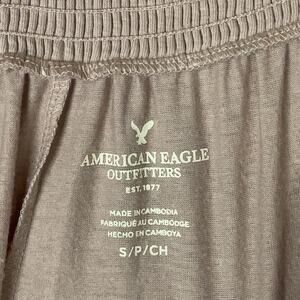 AMERICAN EAGLE
OUTFITTERS
EST. 1977
MADE IN CAMBODIA
FABRIQUÉ AU CAMBODGE
HECHO EN CAMBOYA
S/P/CH